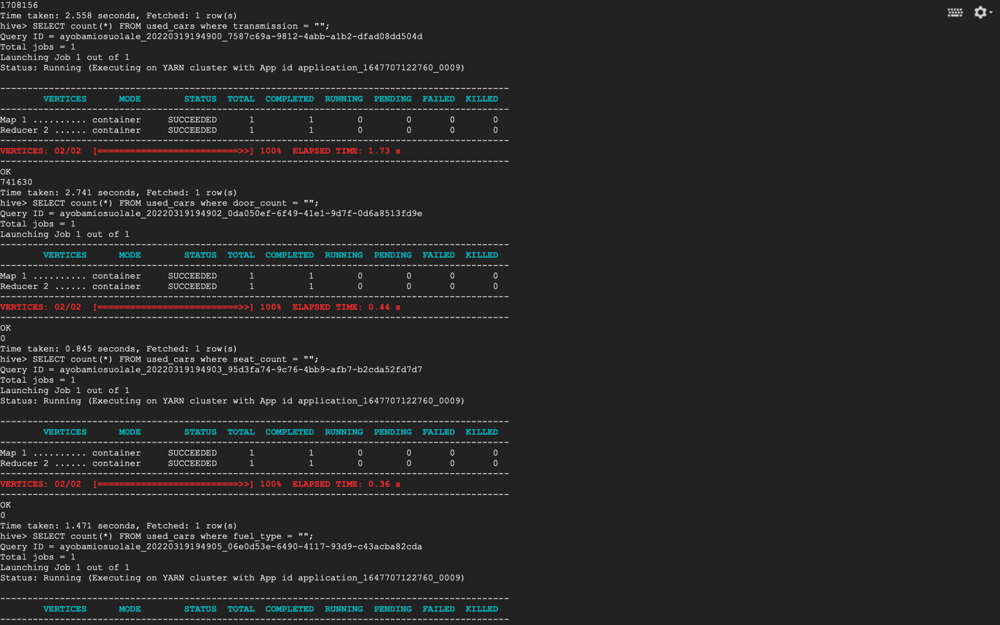 1708156
Time taken: 2.558 seconds, Fetched: 1 row(s)
hive> SELECT count(*) FROM used_cars where transmission = "";
Query ID = ayobamiosuolale_20220319194900_7587c69a-9812-4abb-a1b2-dfad08dd504d
Total jobs = 1
Launching Job 1 out of 1
Status: Running (Executing on YARN cluster with App id application_1647707122760_0009)
----------------------------------------------------------------------------------------------
VERTICES MODE STATUS TOTAL COMPLETED RUNNING PENDING FAILED KILLED
----------------------------------------------------------------------------------------------
Map 1 .......... container SUCCEEDED 1 1 0 0 0 0
Reducer 2 ...... container SUCCEEDED 1 1 0 0 0 0
----------------------------------------------------------------------------------------------
VERTICES: 02/02 [==========================>>] 100% ELAPSED TIME: 1.73 s
----------------------------------------------------------------------------------------------
OK
741630
Time taken: 2.741 seconds, Fetched: 1 row(s)
hive> SELECT count(*) FROM used_cars where door_count = "";
Query ID = ayobamiosuolale_20220319194902_0da050ef-6f49-41e1-9d7f-0d6a8513fd9e
Total jobs = 1
Launching Job 1 out of 1
----------------------------------------------------------------------------------------------
VERTICES MODE STATUS TOTAL COMPLETED RUNNING PENDING FAILED KILLED
----------------------------------------------------------------------------------------------
Map 1 .......... container SUCCEEDED 1 1 0 0 0 0
Reducer 2 ...... container SUCCEEDED 1 1 0 0 0 0
----------------------------------------------------------------------------------------------
VERTICES: 02/02 [==========================>>] 100% ELAPSED TIME: 0.44 s
----------------------------------------------------------------------------------------------
OK
0
Time taken: 0.845 seconds, Fetched: 1 row(s)
hive> SELECT count(*) FROM used_cars where seat_count = "";
Query ID = ayobamiosuolale_20220319194903_95d3fa74-9c76-4bb9-afb7-b2cda52fd7d7
Total jobs = 1
Launching Job 1 out of 1
Status: Running (Executing on YARN cluster with App id application_1647707122760_0009)
----------------------------------------------------------------------------------------------
VERTICES MODE STATUS TOTAL COMPLETED RUNNING PENDING FAILED KILLED
----------------------------------------------------------------------------------------------
Map 1 .......... container SUCCEEDED 1 1 0 0 0 0
Reducer 2 ...... container SUCCEEDED 1 1 0 0 0 0
----------------------------------------------------------------------------------------------
VERTICES: 02/02 [==========================>>] 100% ELAPSED TIME: 0.36 s
----------------------------------------------------------------------------------------------
OK
0
Time taken: 1.471 seconds, Fetched: 1 row(s)
hive> SELECT count(*) FROM used_cars where fuel_type = "";
Query ID = ayobamiosuolale_20220319194905_06e0d53e-6490-4117-93d9-c43acba82cda
Total jobs = 1
Launching Job 1 out of 1
Status: Running (Executing on YARN cluster with App id application_1647707122760_0009)
----------------------------------------------------------------------------------------------
VERTICES MODE STATUS TOTAL COMPLETED RUNNING PENDING FAILED KILLED
----------------------------------------------------------------------------------------------